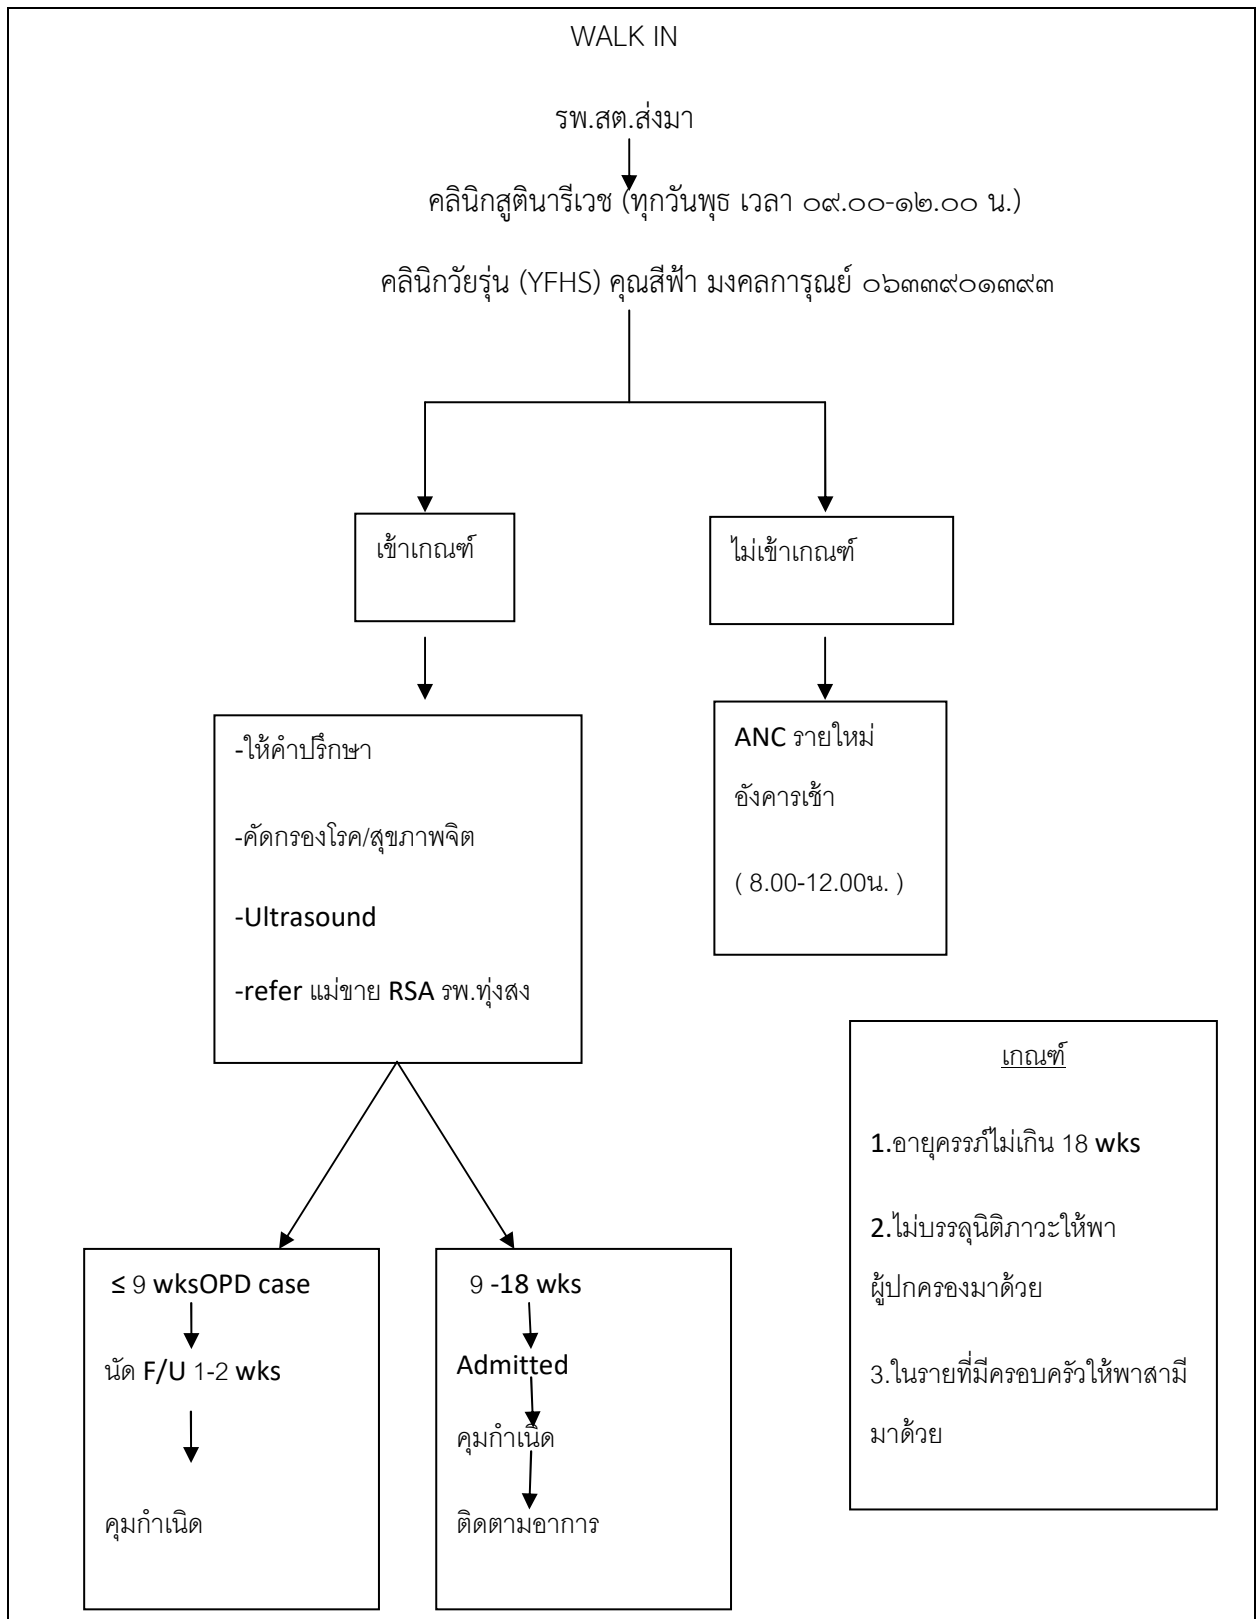 WALK IN
รพ.สต.ส่งมา
คลินิกสูตินารีเวช (ทุกวันพุธ เวลา ๐๙.๐๐-๑๒.๐๐ น.)
คลินิกวัยรุ่น (YFHS) คุณสีฟ้า มงคลการุณย์ ๐๖๓๓๙๐๑๓๙๓
เข้าเกณฑ์
ไม่เข้าเกณฑ์
-ให้คำปรึกษา
-คัดกรองโรค/สุขภาพจิต
-Ultrasound
-refer แม่ขาย RSA รพ.ทุ่งสง
ANC รายใหม่
อังคารเช้า
( 8.00-12.00น. )
เกณฑ์
1.อายุครรภ์ไม่เกิน 18 wks
2.ไม่บรรลุนิติภาวะให้พา
ผู้ปกครองมาด้วย
3.ในรายที่มีครอบครัวให้พาสามี
มาด้วย
≤ 9 wksOPD case
นัด F/U 1-2 wks
คุมกำเนิด
9 -18 wks
Admitted
คุมกำเนิด
ติดตามอาการ